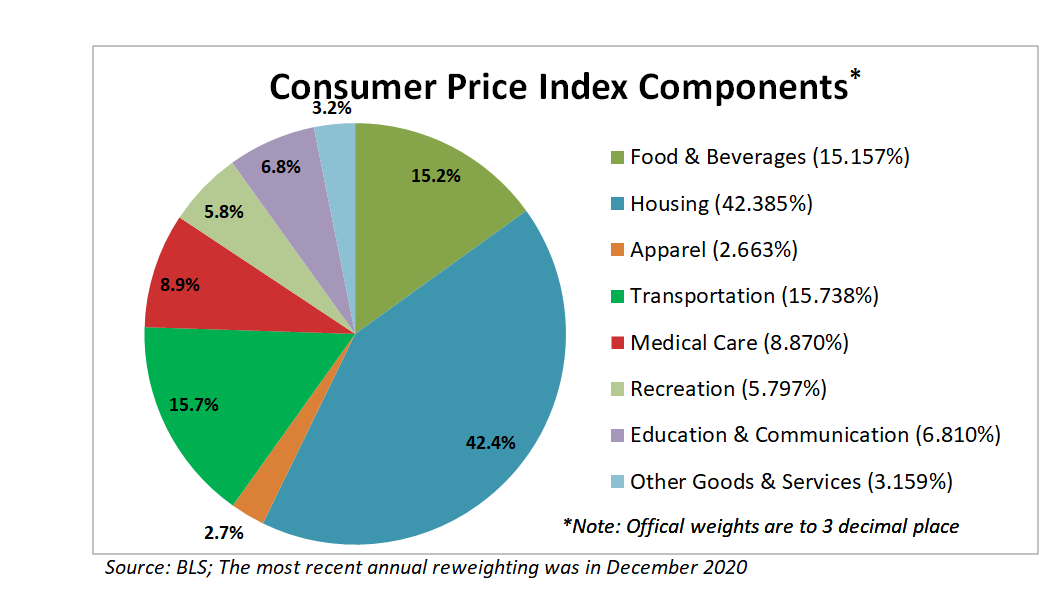 Consumer Price Index Components*
3.2%
6.8%
15.2%
5.8%
8.9%
15.7%
42.4%
2.7%
Food & Beverages (15.157%)
Housing (42.385%)
Apparel (2.663%)
Transportation (15.738%)
Medical Care (8.870%)
Recreation (5.797%)
Education & Communication (6.810%)
Other Goods & Services (3.159%)
*Note: Offical weights are to 3 decimal place
Source: BLS; The most recent annual reweighting was in December 2020